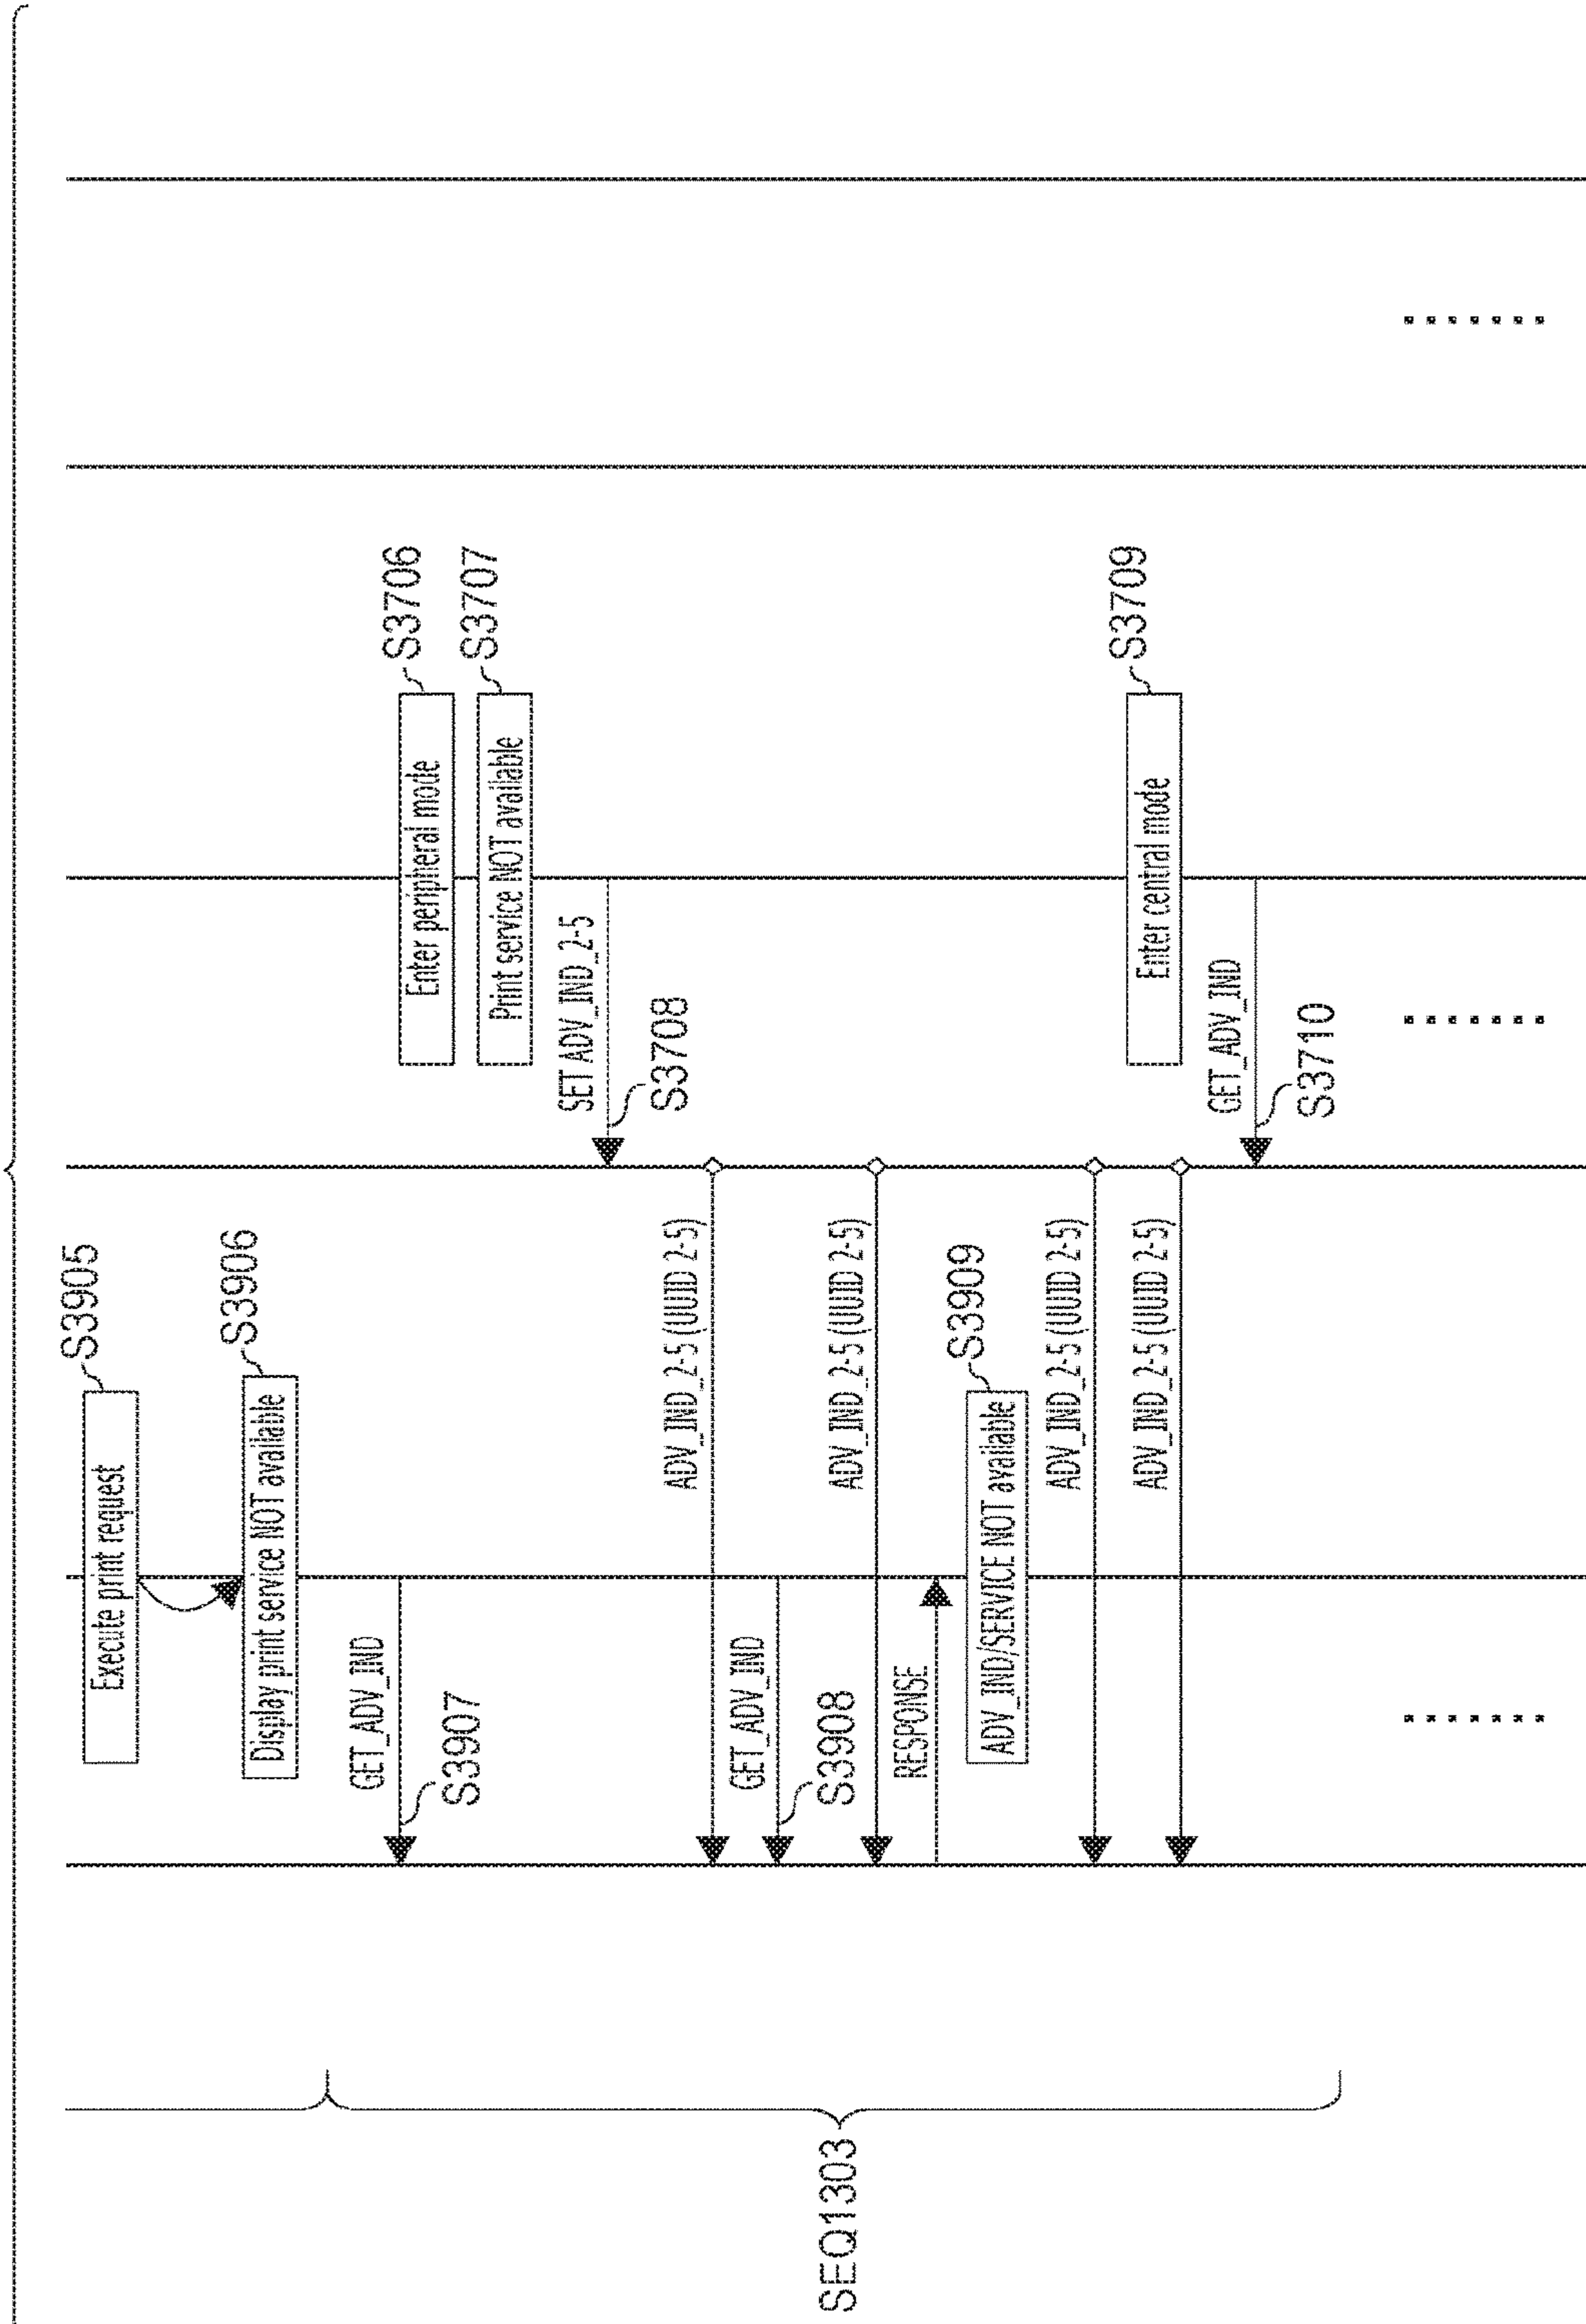 S3905
Execute print request
S3906
Display print service NOT available
GET_ADV_IND
S3907
Enter peripheral mode
S3706
Print service NOT available
S3707
SET ADV_IND_2-5
S3708
ADV_IND_2-5 (UUID 2-5)
GET_ADV_IND
S3908
ADV_IND_2-5 (UUID 2-5)
RESPONSE
ADV_IND/SERVICE NOT available
S3909
ADV_IND_2-5 (UUID 2-5)
Enter central mode
S3709
ADV_IND_2-5 (UUID 2-5)
GET_ADV_IND
S3710
SEQ1303